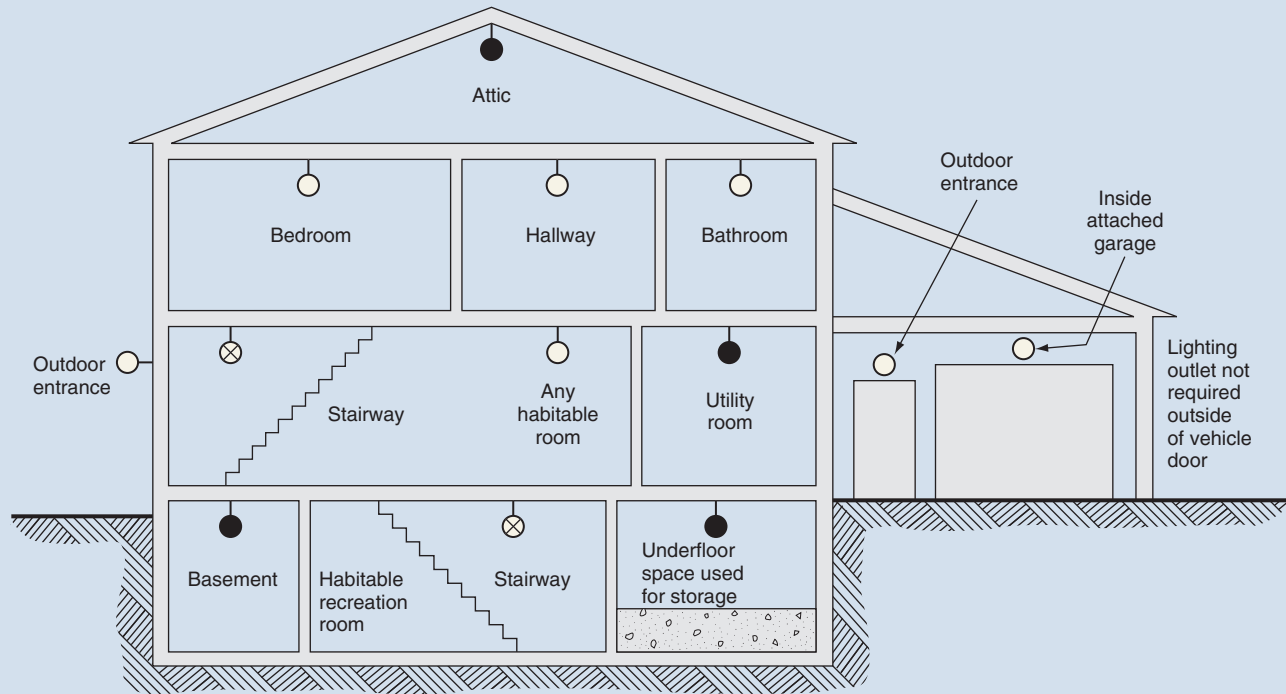 Attic
Bedroom
Hallway
Bathroom
Outdoor
entrance
Inside
attached
garage
Outdoor
entrance
Stairway
Any
habitable
room
Utility
room
Lighting
outlet not
required
outside
of vehicle
door
Basement
Habitable
recreation
room
Stairway
Underfloor
space used
for storage